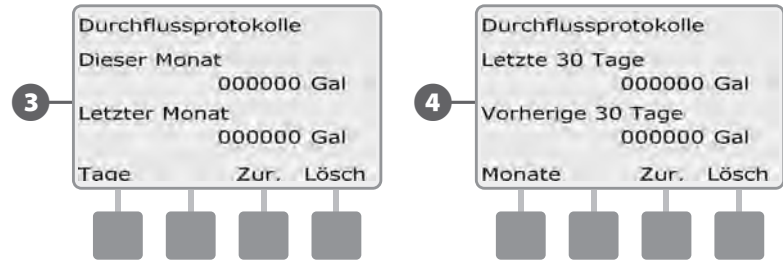 3
Durchflussprotokolle
Dieser Monat
000000 Gal
Letzter Monat
000000 Gal
Tage Zur. Lösch
4
Durchflussprotokolle
Letzte 30 Tage
000000 Gal
Vorherige 30 Tage
000000 Gal
Monate Zur. Lösch